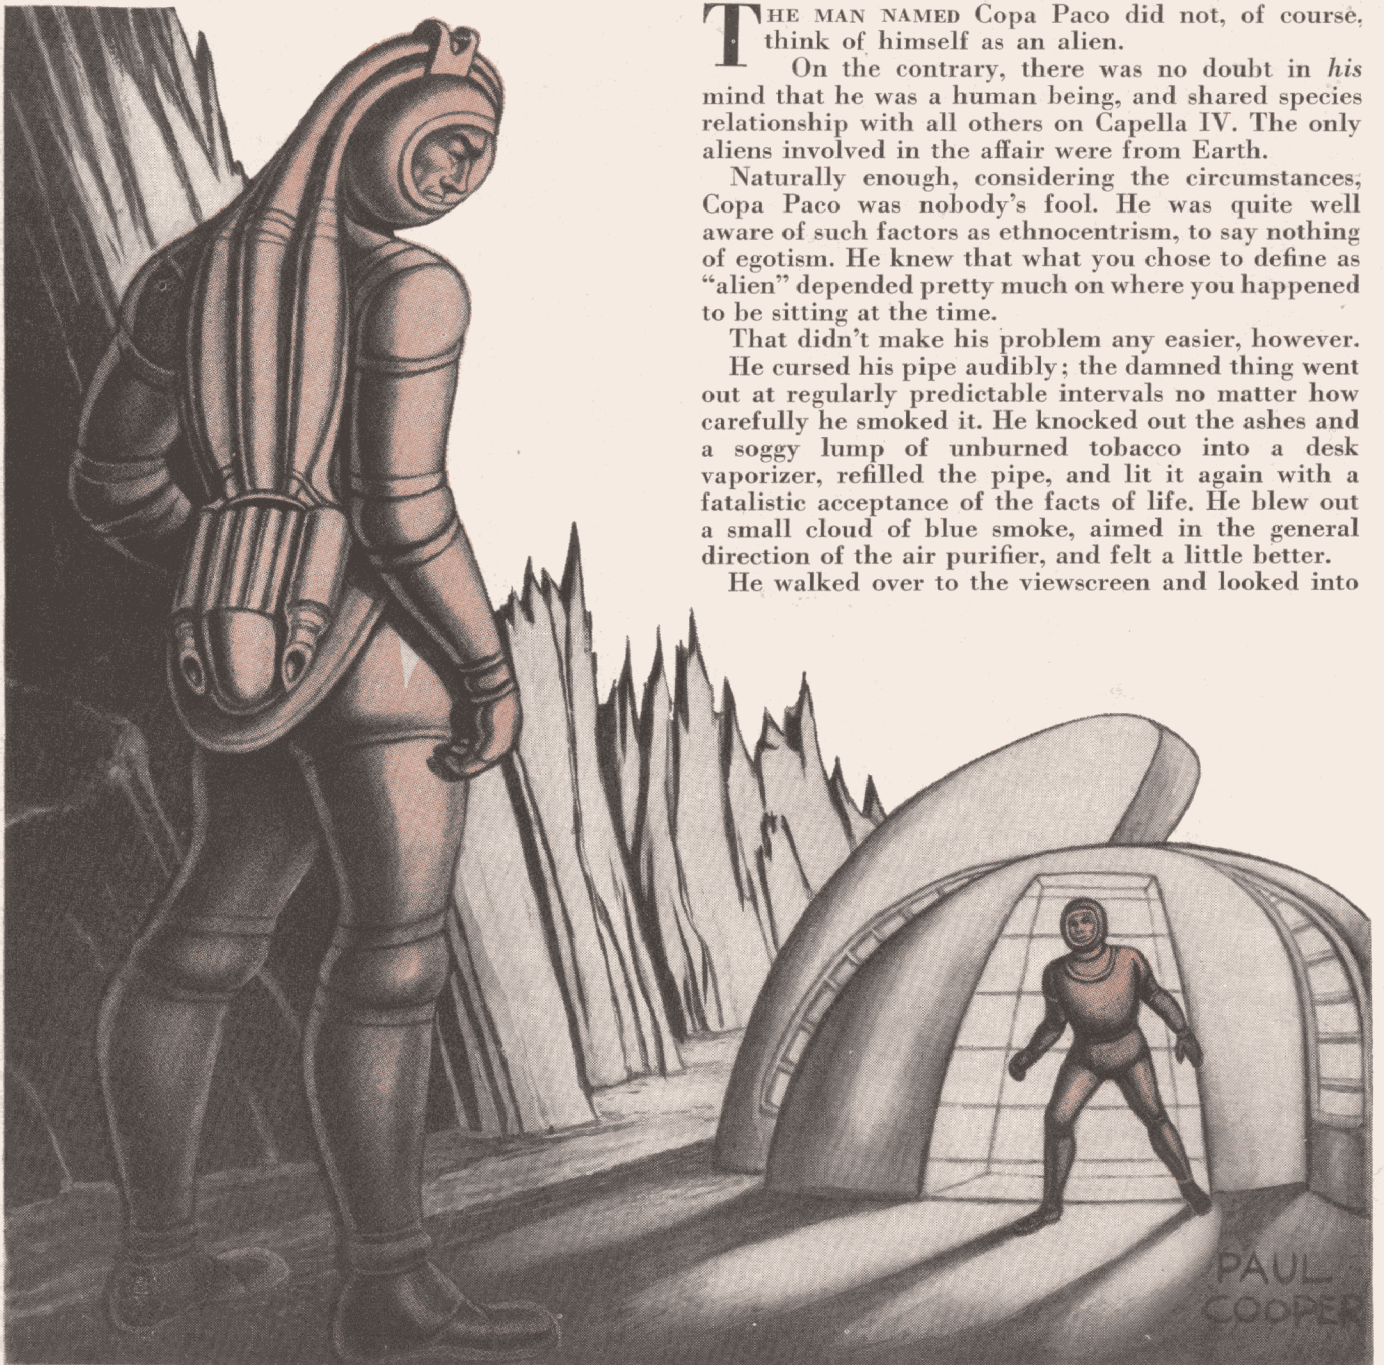 THE MAN NAMED Copa Paco did not, of course,
think of himself as an alien.
On the contrary, there was no doubt in his
mind that he was a human being, and shared species
relationship with all others on Capella IV. The only
aliens involved in the affair were from Earth.
Naturally enough, considering the circumstances,
Copa Paco was nobody's fool. He was quite well
aware of such factors as ethnocentrism, to say nothing
of egotism. He knew that what you chose to define as
“alien” depended pretty much on where you happened
to be sitting at the time.
That didn't make his problem any easier, however.
He cursed his pipe audibly; the damned thing went
out at regularly predictable intervals no matter how
carefully he smoked it. He knocked out the ashes and
a soggy lump of unburned tobacco into a desk
vaporizer, refilled the pipe, and lit it again with a
fatalistic acceptance of the facts of life. He blew out
a small cloud of blue smoke, aimed in the general
direction of the air purifier, and felt a little better.
He walked over to the viewscreen and looked into
PAUL
COOPER